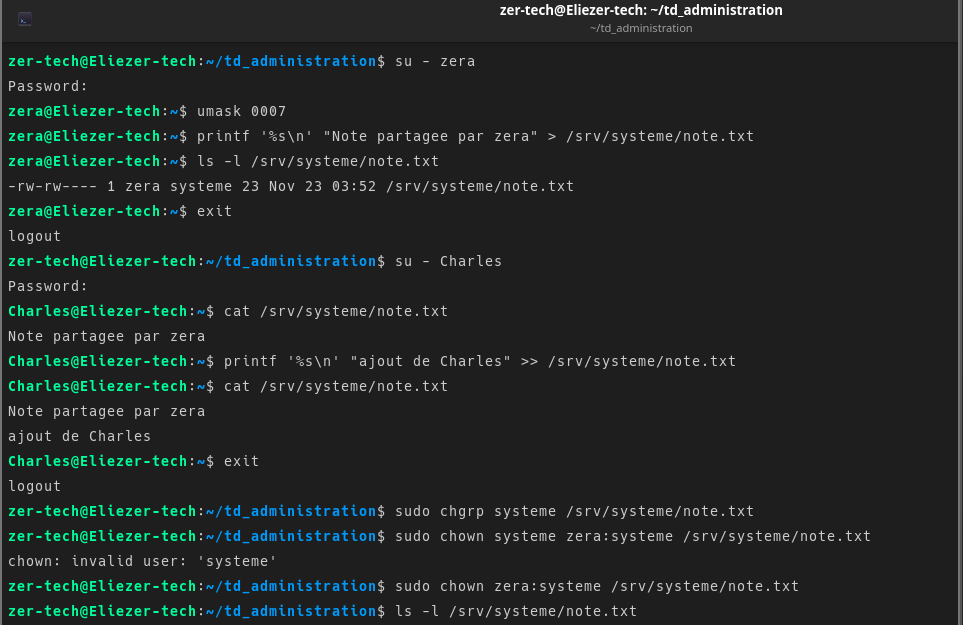 zer-tech@Eliezer-tech: ~/td_administration
~/td_administration
zer-tech@Eliezer-tech:~/td_administration$ su - zera
Password:
zera@Eliezer-tech:~$ umask 0007
zera@Eliezer-tech:~$ printf '%s\n' "Note partagee par zera" > /srv/systeme/note.txt
zera@Eliezer-tech:~$ ls -l /srv/systeme/note.txt
-rw-rw---- 1 zera systeme 23 Nov 23 03:52 /srv/systeme/note.txt
zera@Eliezer-tech:~$ exit
logout
zer-tech@Eliezer-tech:~/td_administration$ su - Charles
Password:
Charles@Eliezer-tech:~$ cat /srv/systeme/note.txt
Note partagee par zera
Charles@Eliezer-tech:~$ printf '%s\n' "ajout de Charles" >> /srv/systeme/note.txt
Charles@Eliezer-tech:~$ cat /srv/systeme/note.txt
Note partagee par zera
ajout de Charles
Charles@Eliezer-tech:~$ exit
logout
zer-tech@Eliezer-tech:~/td_administration$ sudo chgrp systeme /srv/systeme/note.txt
zer-tech@Eliezer-tech:~/td_administration$ sudo chown systeme zera:systeme /srv/systeme/note.txt
chown: invalid user: 'systeme'
zer-tech@Eliezer-tech:~/td_administration$ sudo chown zera:systeme /srv/systeme/note.txt
zer-tech@Eliezer-tech:~/td_administration$ ls -l /srv/systeme/note.txt